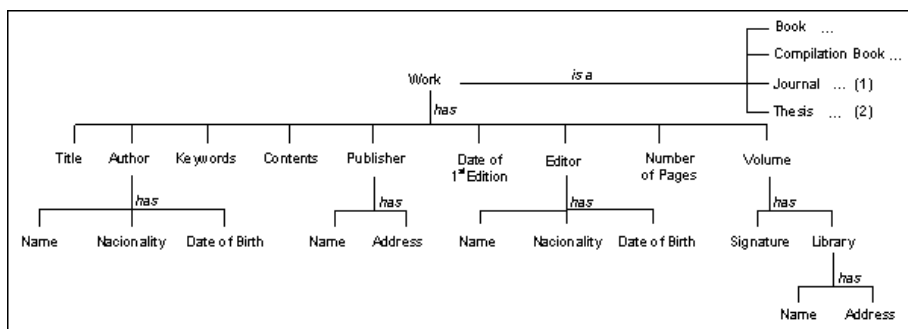 Book ...
Compilation Book ...
Work is a Journal ... (1)
has Thesis ... (2)
Title Author Keywords Contents Publisher Date of 1st Edition Editor Number of Pages Volume
has has has has
Name Nacionality Date of Birth Name Address Name Nacionality Date of Birth Signature Library
has
Name Address